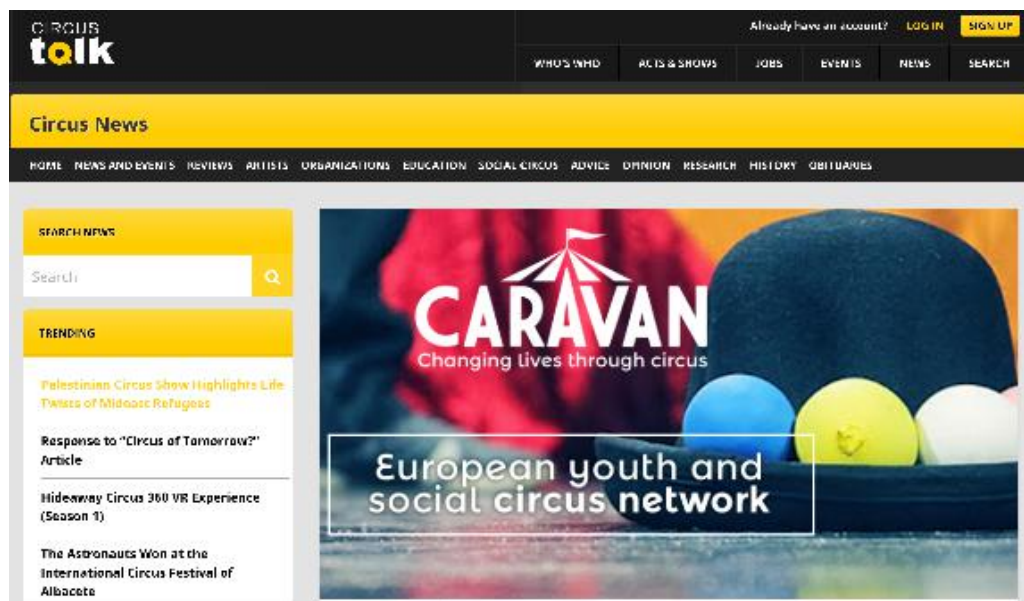 CIRCUS
talk
Already have an account? LOG IN SIGN UP
WHO'S WHO ACTS & SHOWS JOBS EVENTS NEWS SEARCH
Circus News
HOME NEWS AND EVENTS REVIEWS ARTISTS ORGANIZATIONS EDUCATION SOCIAL CIRCUS ADVICE OPINION RESEARCH HISTORY OBITUARIES
SEARCH NEWS
Search
TRENDING
Palestinian Circus Show Highlights Life
Twists of Mideast Refugees
Response to "Circus of Tomorrow?"
Article
Hideaway Circus 360 VR Experience
(Season 1)
The Astronauts Won at the
International Circus Festival of
Albacete
CARAVAN
Changing lives through circus
European youth and
social circus network